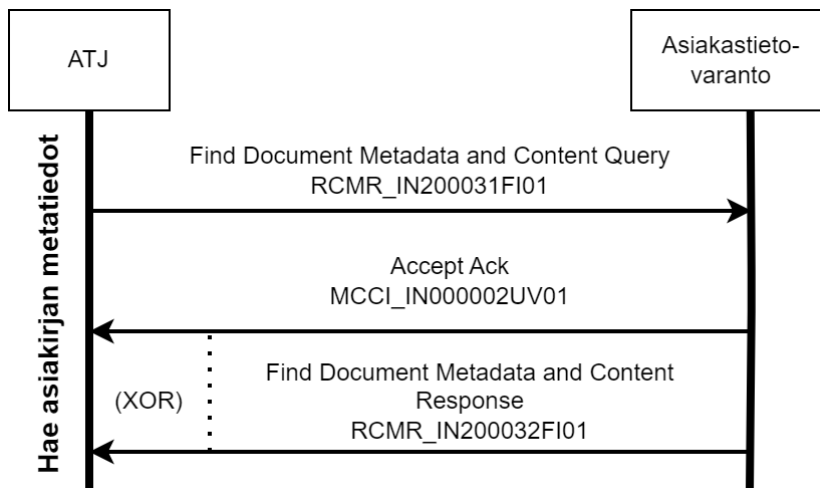 ATJ
Asiakastieto-
varanto
Hae asiakirjan metatiedot
Find Document Metadata and Content Query
RCMR_IN200031FI01
Accept Ack
MCCI_IN000002UV01
(XOR)
Find Document Metadata and Content
Response
RCMR_IN200032FI01